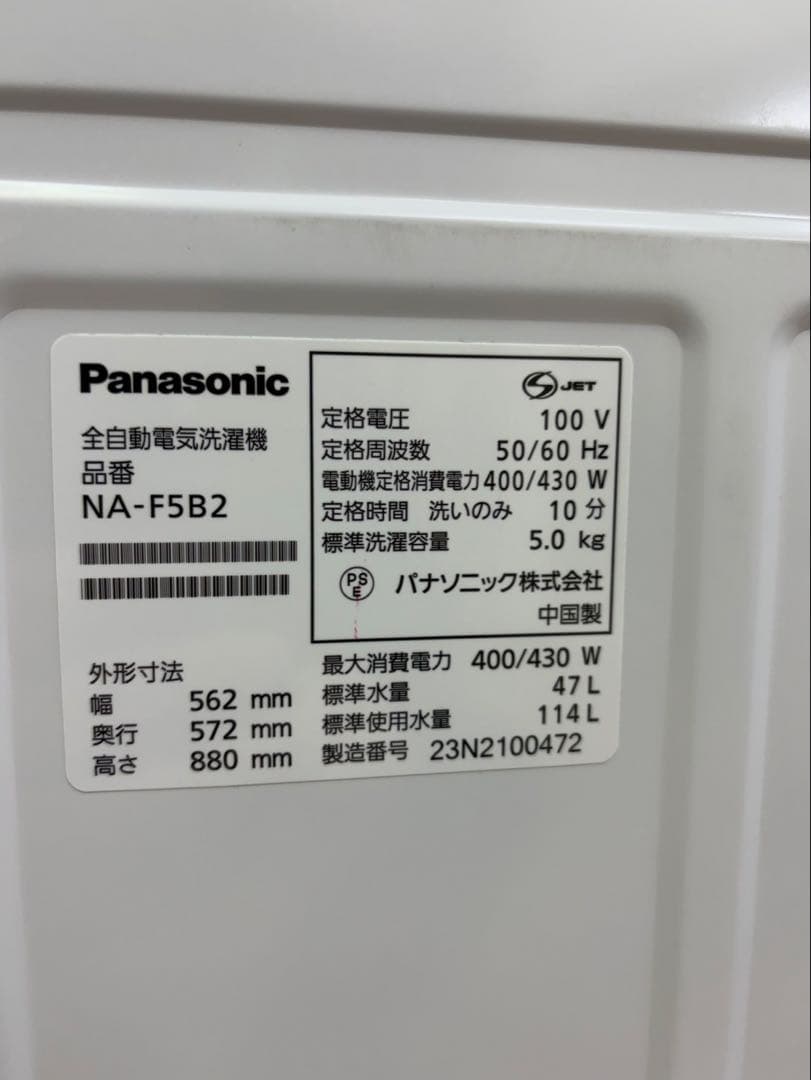 Panasonic
全自動電気洗濯機
品番
NA-F5B2
外形寸法
幅 562 mm
奥行 572 mm
高さ 880 mm
JET
定格電圧 100 V
定格周波数 50/60 Hz
電動機定格消費電力 400/430 W
定格時間 洗いのみ 10 分
標準洗濯容量 5.0 kg
PSE パナソニック株式会社
中国製
最大消費電力 400/430 W
標準水量 47 L
標準使用水量 114 L
製造番号 23N2100472